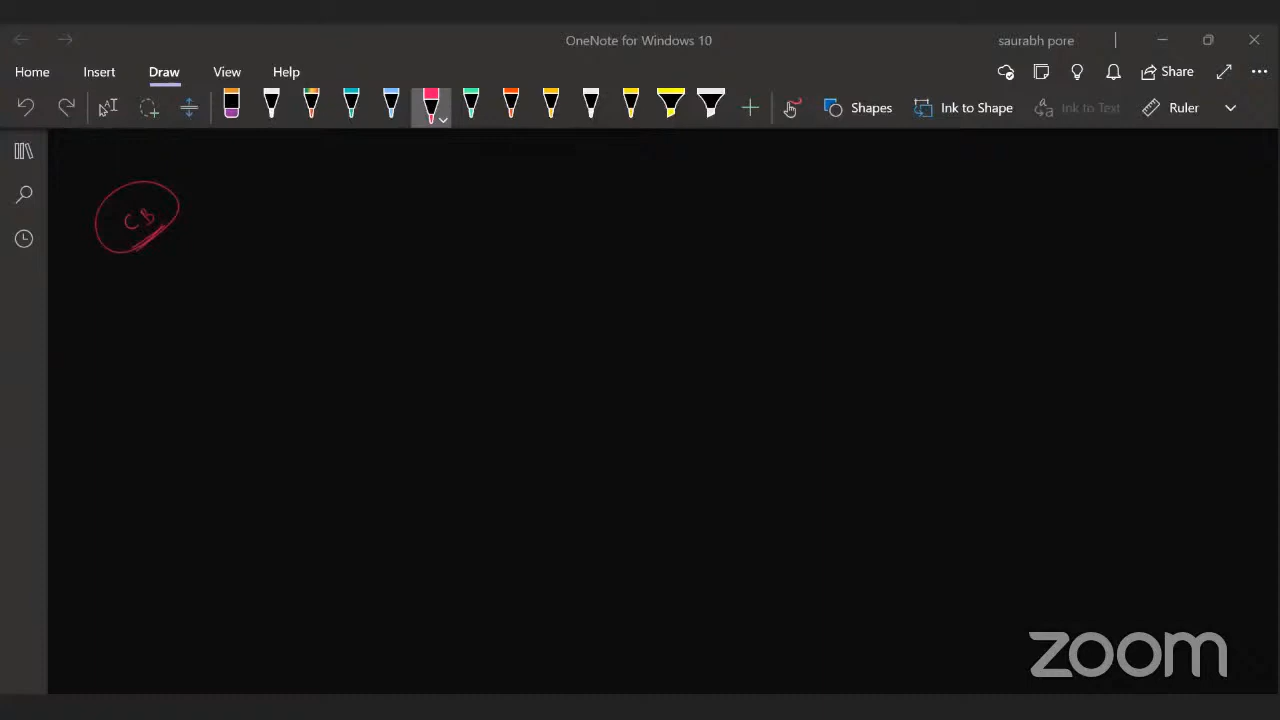 OneNote for Windows 10
saurabh pore
Home Insert Draw View Help
Share
Shapes Ink to Shape Ink to Text Ruler
CB
zoom